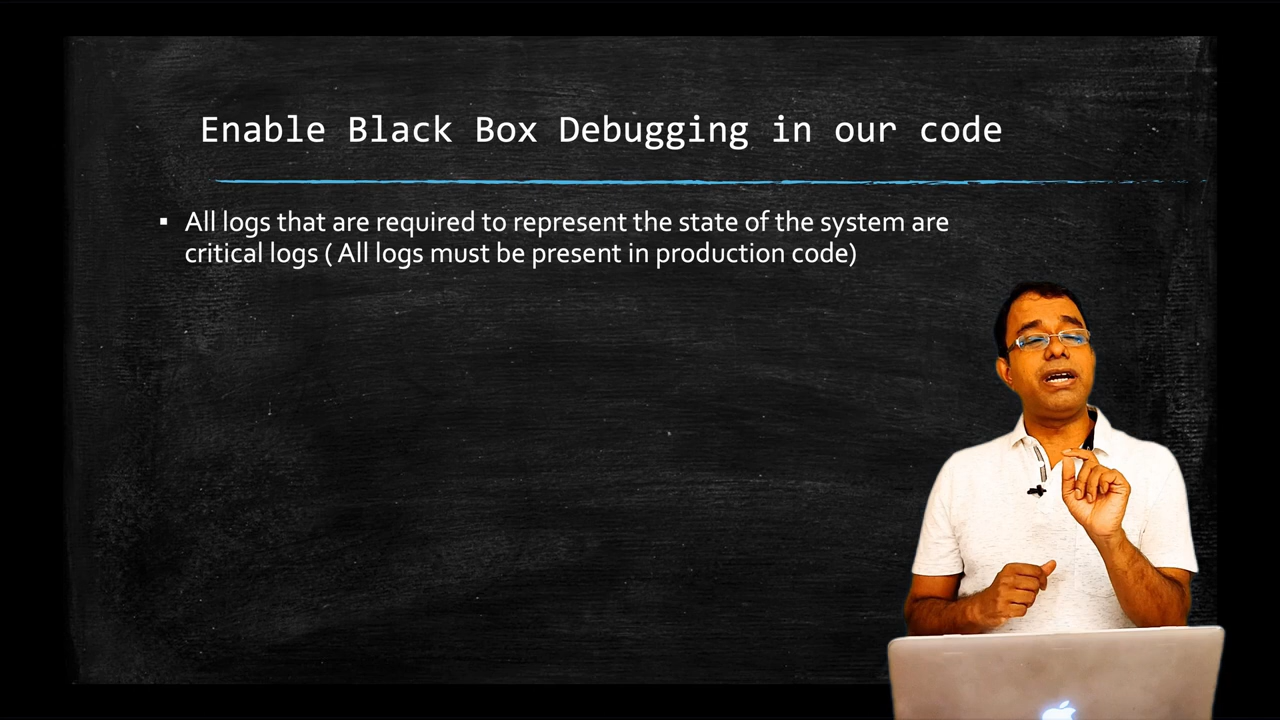 Enable Black Box Debugging in our code
▪ All logs that are required to represent the state of the system are
critical logs ( All logs must be present in production code)